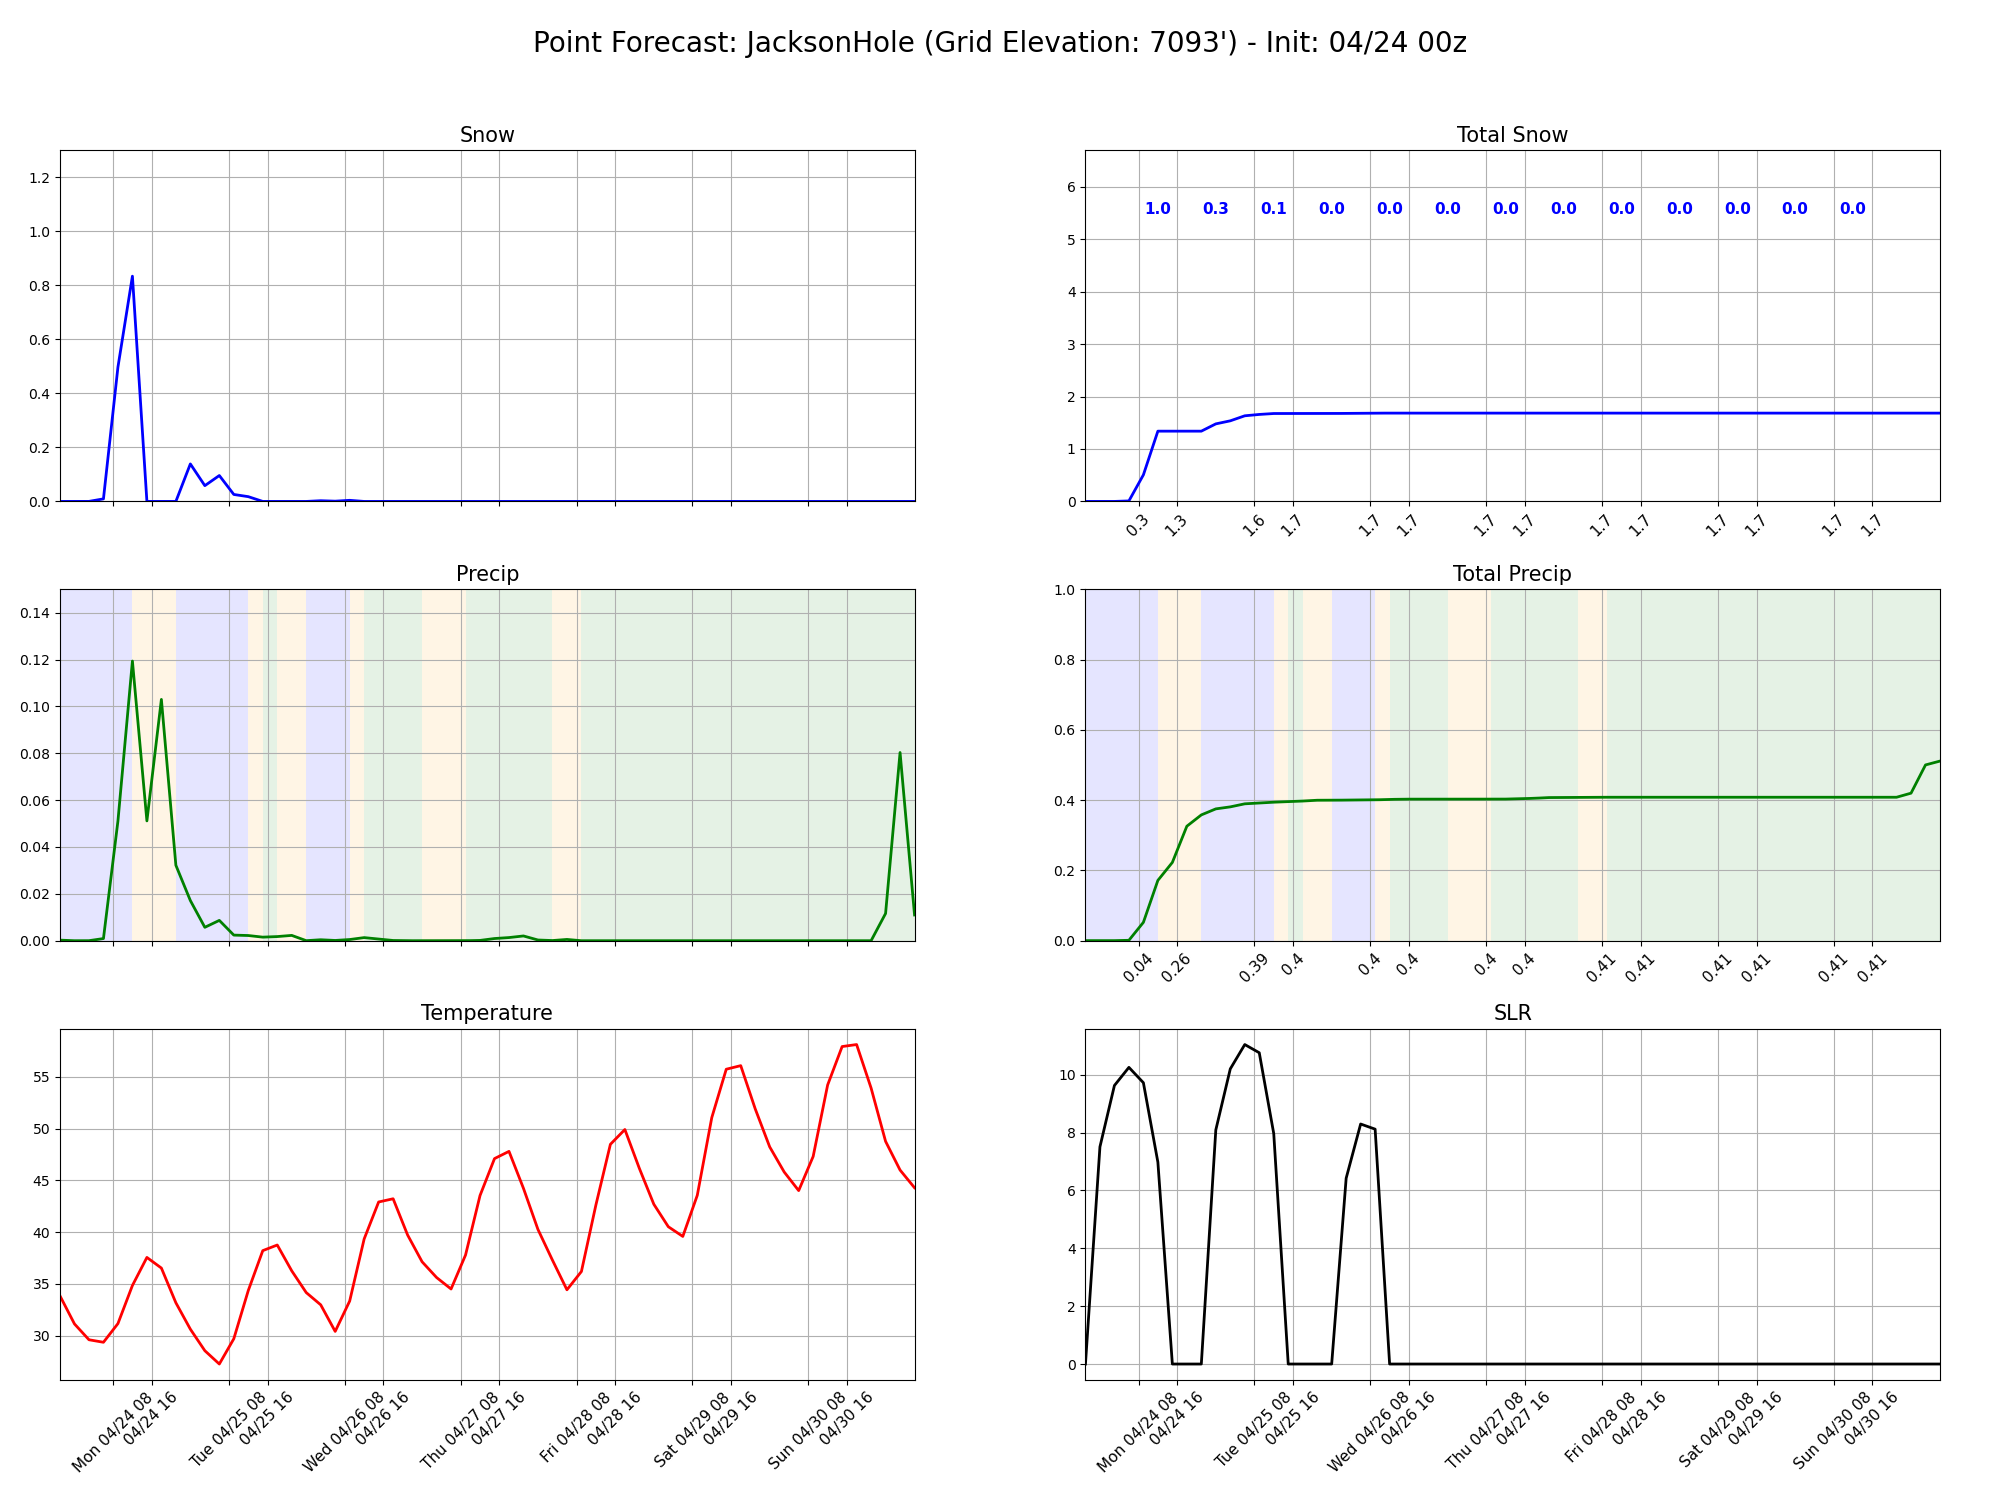 Point Forecast: JacksonHole (Grid Elevation: 7093') - Init: 04/24 00z
Snow
1.2
1.0
0.8
0.6
0.4
0.2
0.0
Total Snow
6
5
4
3
2
1
0
1.0 0.3 0.1 0.0 0.0 0.0 0.0 0.0 0.0 0.0 0.0 0.0 0.0
0.3 1.3 1.6 1.7 1.7 1.7 1.7 1.7 1.7 1.7 1.7 1.7 1.7 1.7
Precip
0.14
0.12
0.10
0.08
0.06
0.04
0.02
0.00
Total Precip
1.0
0.8
0.6
0.4
0.2
0.0
0.04 0.26 0.39 0.4 0.4 0.4 0.4 0.4 0.41 0.41 0.41 0.41 0.41 0.41
Temperature
55
50
45
40
35
30
Mon 04/24 08
04/24 16
Tue 04/25 08
04/25 16
Wed 04/26 08
04/26 16
Thu 04/27 08
04/27 16
Fri 04/28 08
04/28 16
Sat 04/29 08
04/29 16
Sun 04/30 08
04/30 16
SLR
10
8
6
4
2
0
Mon 04/24 08
04/24 16
Tue 04/25 08
04/25 16
Wed 04/26 08
04/26 16
Thu 04/27 08
04/27 16
Fri 04/28 08
04/28 16
Sat 04/29 08
04/29 16
Sun 04/30 08
04/30 16